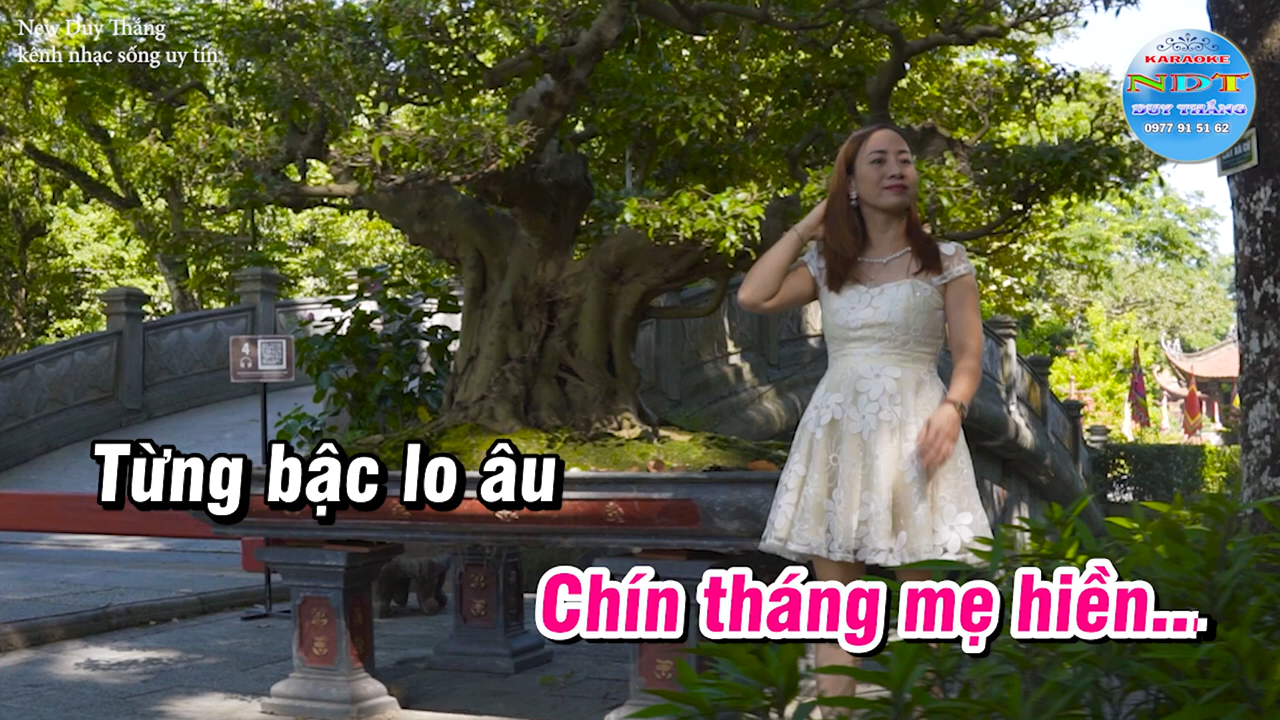 New Duy Thắng
kênh nhạc sống uy tín
KARAOKE
NDT
DUY THẮNG
0977 91 51 62
4
Từng bậc lo âu
Chín tháng mẹ hiền...